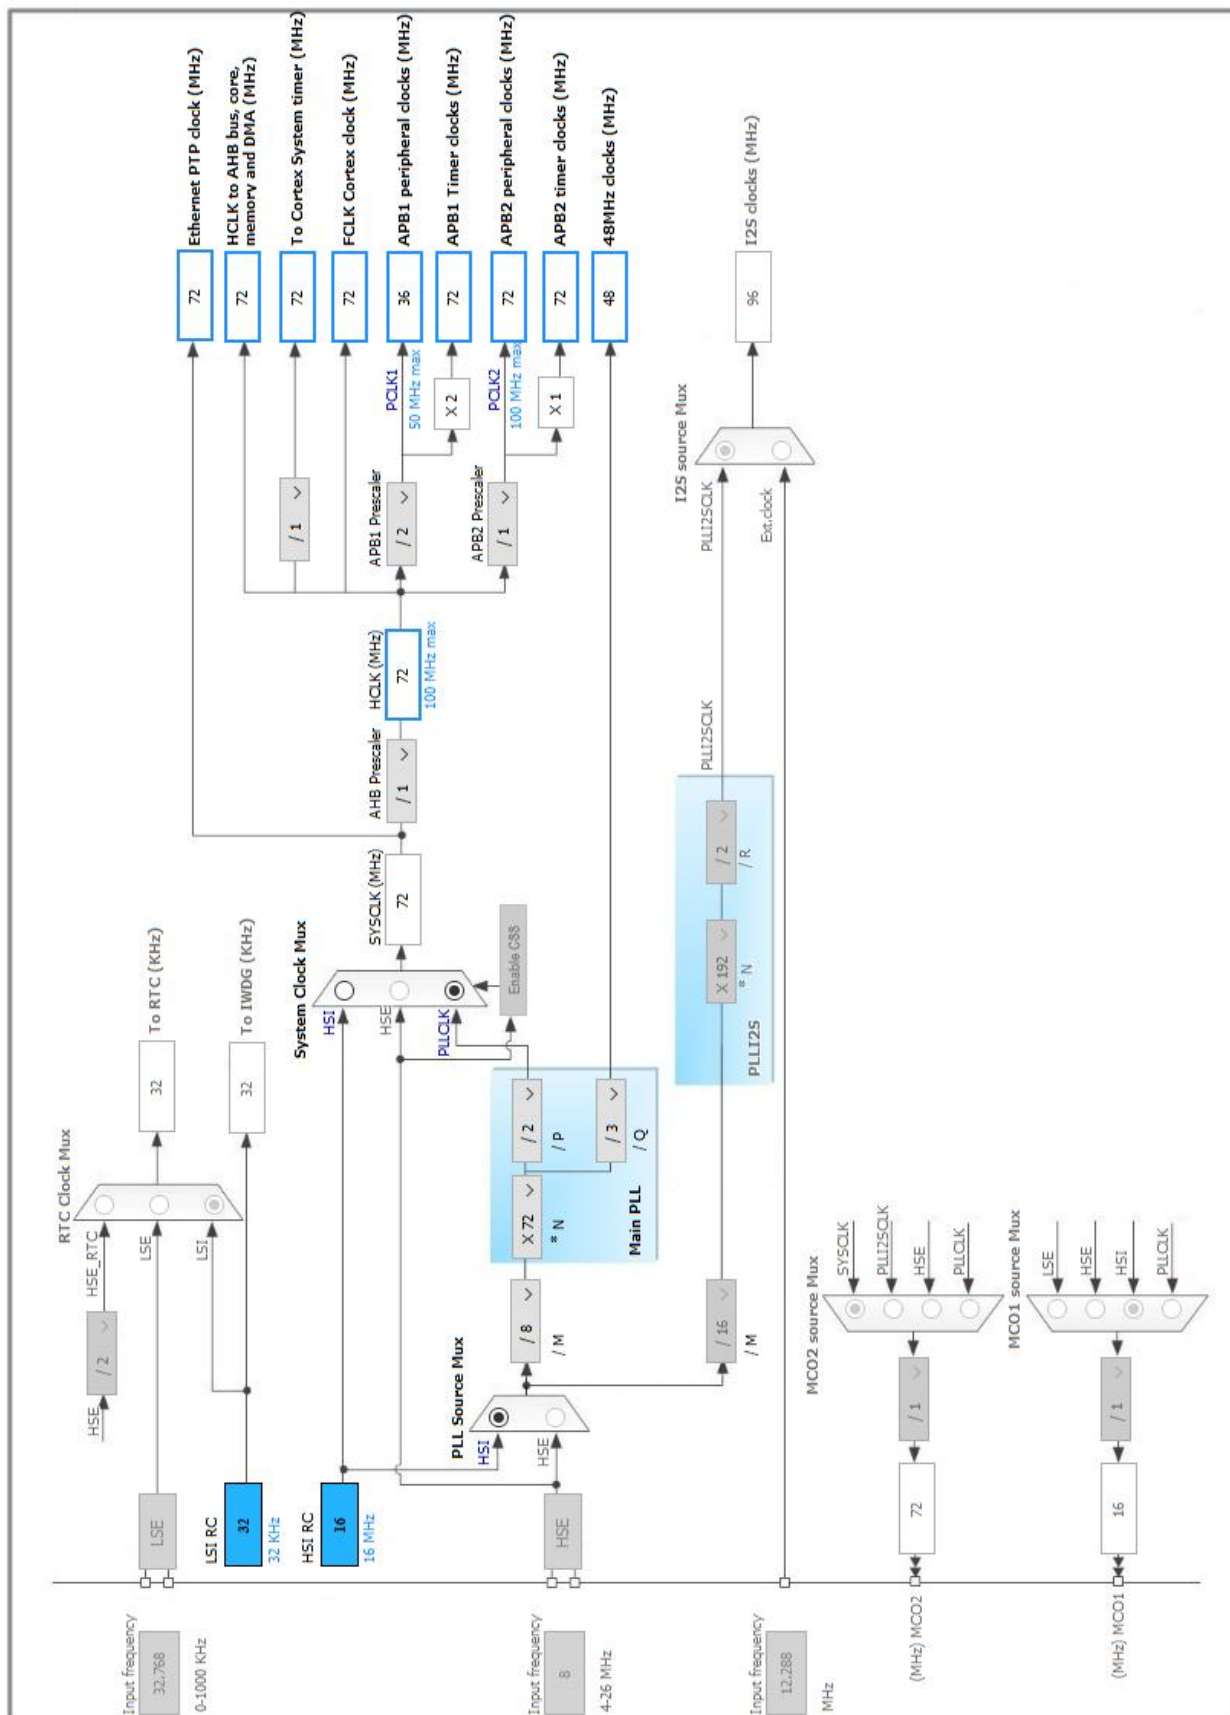 Input frequency
32.768
0-1000 KHz
LSE
HSE
/ 2
HSE_RTC
LSE
LSI
RTC Clock Mux
32
To RTC (KHz)
LSI RC
32
32 KHz
32
To IWDG (KHz)
HSI RC
16
16 MHz
Input frequency
8
4-26 MHz
HSE
PLL Source Mux
HSI
HSE
/ 8
/ M
X 72
* N
/ 2
/ P
/ 3
/ Q
Main PLL
System Clock Mux
HSI
HSE
PLLCLK
Enable CSS
SYSCLK (MHz)
72
AHB Prescaler
/ 1
HCLK (MHz)
72
100 MHz max
/ 1
APB1 Prescaler
/ 2
PCLK1
50 MHz max
X 2
APB2 Prescaler
/ 1
PCLK2
100 MHz max
X 1
72
Ethernet PTP clock (MHz)
72
HCLK to AHB bus, core,
memory and DMA (MHz)
72
To Cortex System timer (MHz)
72
FCLK Cortex clock (MHz)
36
APB1 peripheral clocks (MHz)
72
APB1 Timer clocks (MHz)
72
APB2 peripheral clocks (MHz)
72
APB2 timer clocks (MHz)
48
48MHz clocks (MHz)
/ 16
/ M
X 192
* N
/ 2
/ R
PLLI2S
PLLI2SCLK
PLLI2SCLK
Ext.clock
I2S source Mux
96
I2S clocks (MHz)
Input frequency
12.288
MHz
(MHz) MCO2
72
/ 1
MCO2 source Mux
SYSCLK
PLLI2SCLK
HSE
PLLCLK
(MHz) MCO1
16
/ 1
MCO1 source Mux
LSE
HSE
HSI
PLLCLK